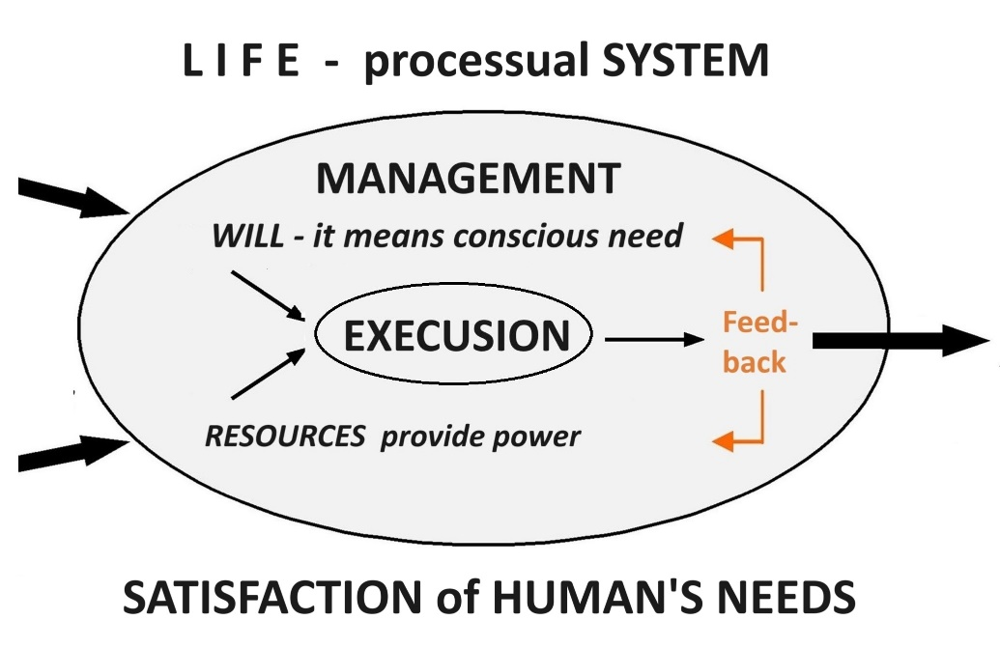 L I F E - processual SYSTEM
MANAGEMENT
WILL - it means conscious need
EXECUSION
Feed-
back
RESOURCES provide power
SATISFACTION of HUMAN'S NEEDS